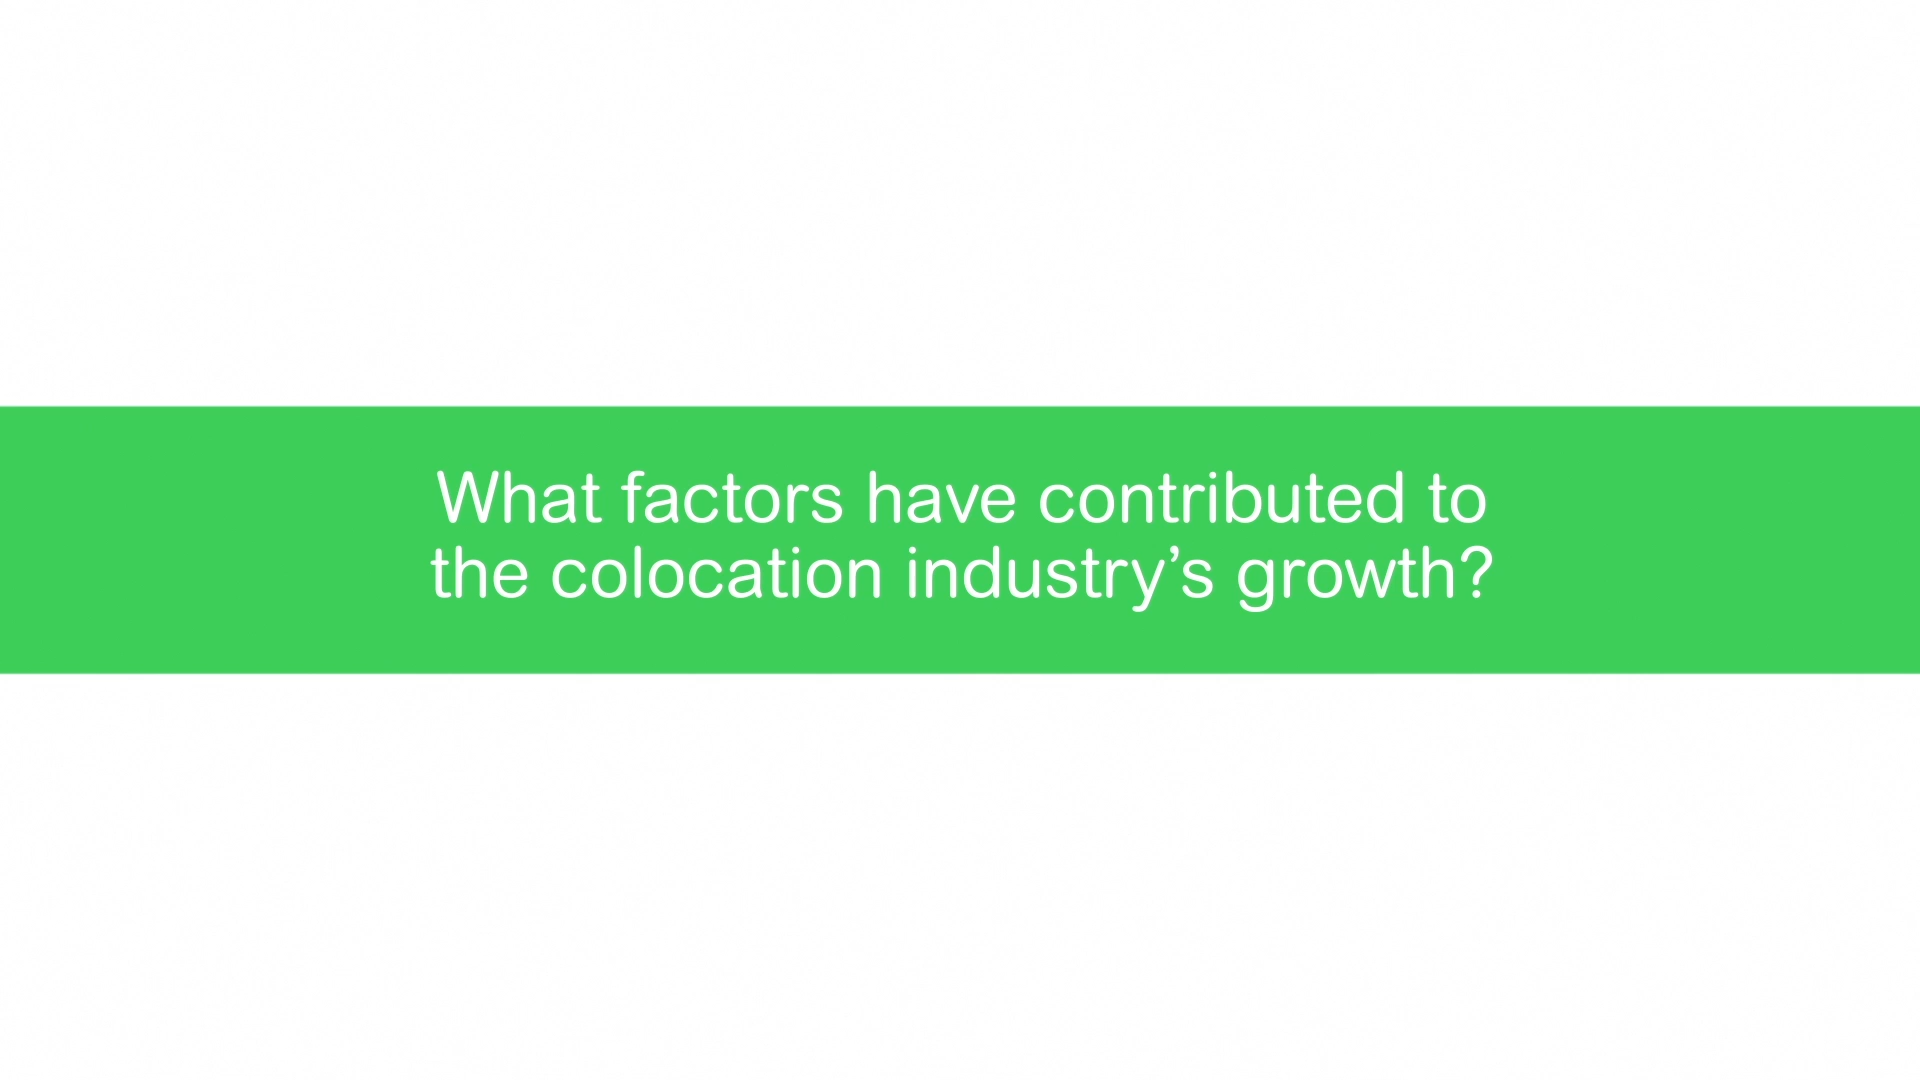 What factors have contributed to
the colocation industry’s growth?